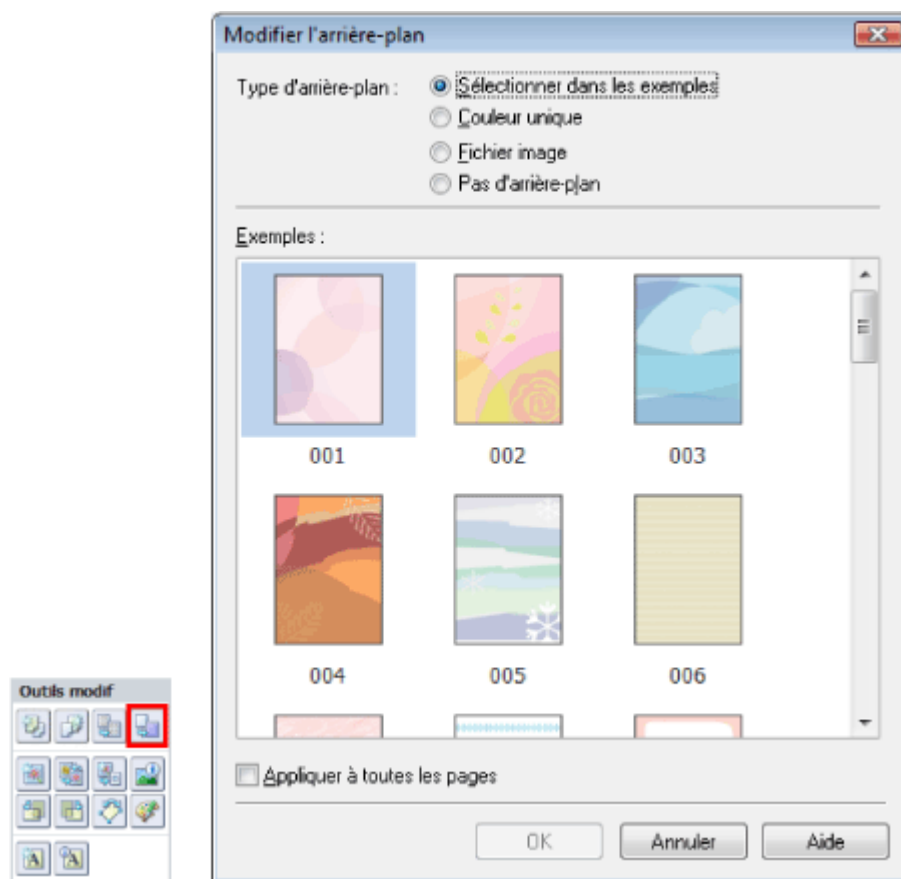 Modifier l'arrière-plan
Type d'arrière-plan :
Sélectionner dans les exemples
Couleur unique
Fichier image
Pas d'arrière-plan
Exemples :
001 002 003
004 005 006
Appliquer à toutes les pages
OK Annuler Aide
Outils modif
A A